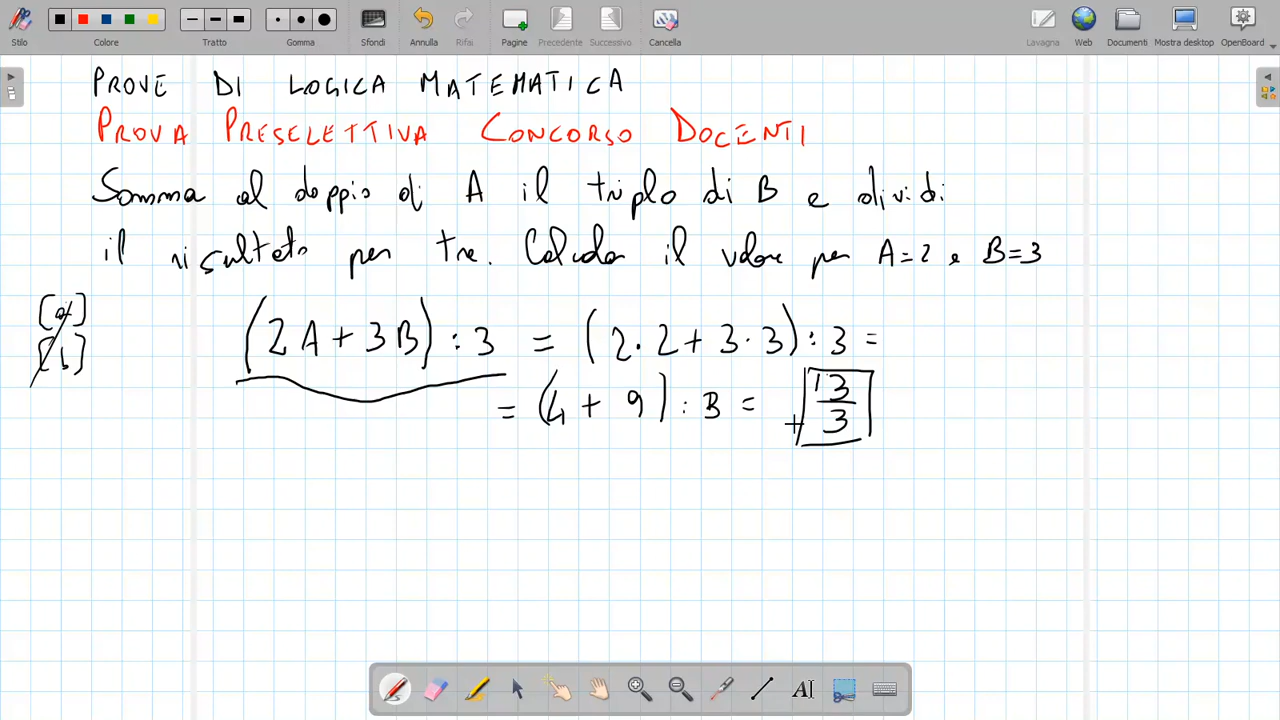 Stilo Colore Tratto Gomma Sfondi Annulla Rifai Pagine Precedente Successivo Cancella Lavagna Web Documenti Mostra desktop OpenBoard
PROVE DI LOGICA MATEMATICA
PROVA PRESELETTIVA CONCORSO DOCENTI
Somma al doppio di A il triplo di B e dividi
il risultato per tre. Calcola il valore per A=2 e B=3
[a]
[b]
(2A+3B):3 = (2·2+3·3):3=
=(4+9):3= +13/3